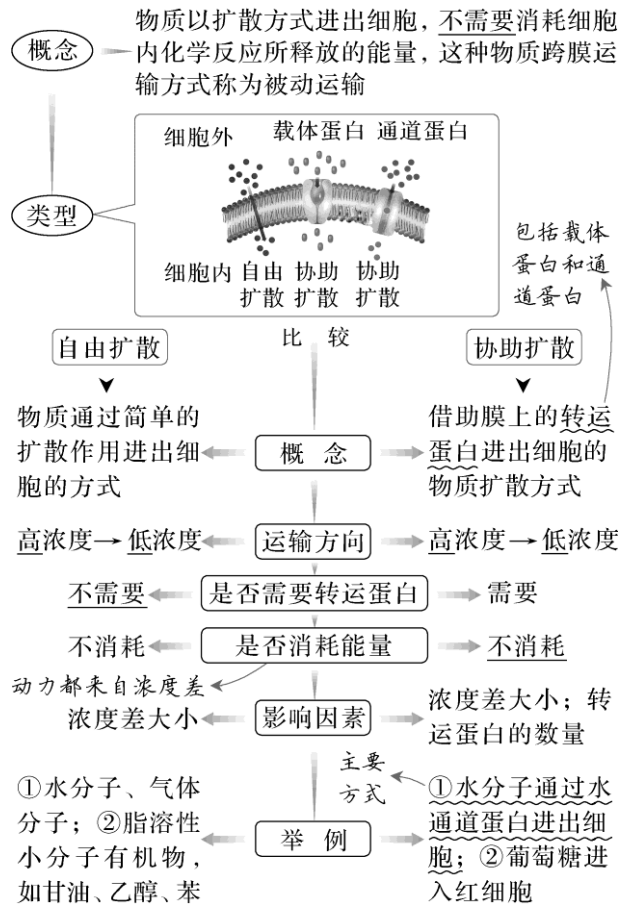 概念
物质以扩散方式进出细胞，不需要消耗细胞
内化学反应所释放的能量，这种物质跨膜运
输方式称为被动运输
类型
细胞外
载体蛋白 通道蛋白
细胞内
自由
扩散
协助
扩散
协助
扩散
包括载体
蛋白和通
道蛋白
比 较
自由扩散
协助扩散
物质通过简单的
扩散作用进出细
胞的方式
概 念
借助膜上的转运
蛋白进出细胞的
物质扩散方式
高浓度→低浓度
运输方向
高浓度→低浓度
不需要
是否需要转运蛋白
需要
不消耗
是否消耗能量
不消耗
动力都来自浓度差
浓度差大小
影响因素
浓度差大小；转
运蛋白的数量
主要
方式
①水分子、气体
分子；②脂溶性
小分子有机物，
如甘油、乙醇、苯
举 例
①水分子通过水
通道蛋白进出细
胞；②葡萄糖进
入红细胞